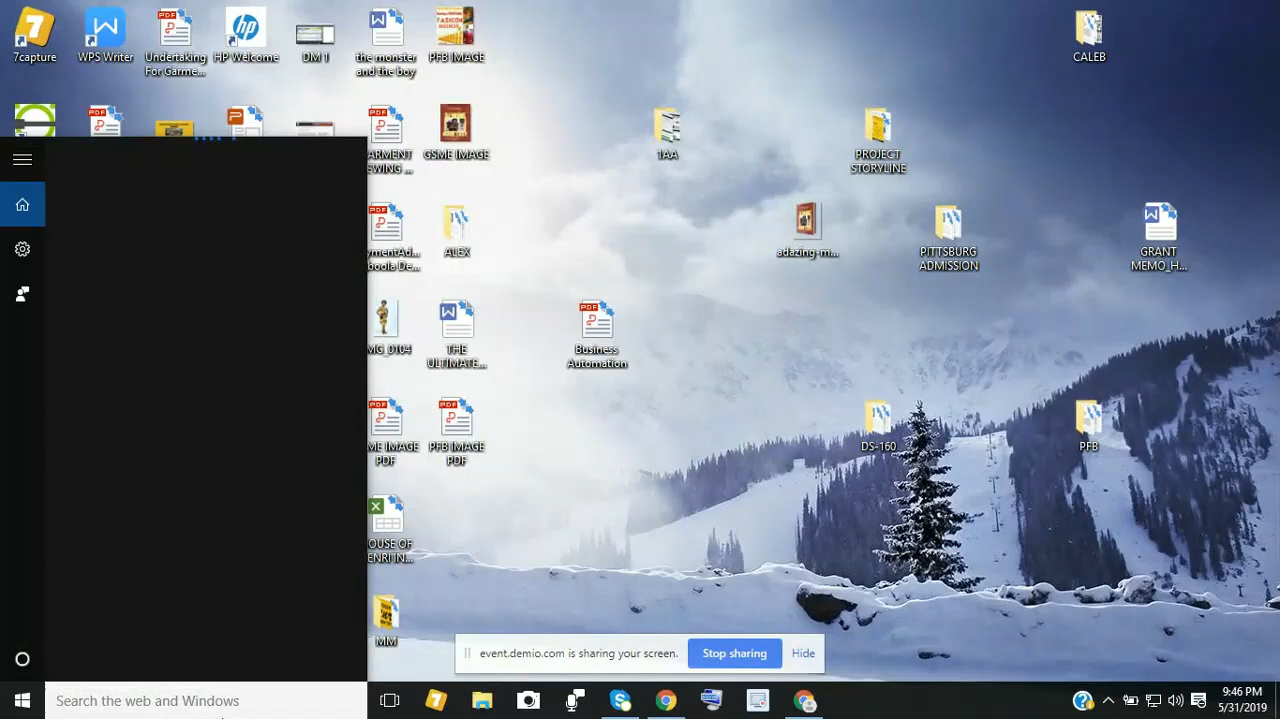 7capture
WPS Writer
Undertaking
For Garme...
HP Welcome
DM 1
the monster
and the boy
PFB IMAGE
CALEB
GSME IMAGE
1AA
PROJECT
STORYLINE
ALEX
adazing-m...
PITTSBURG
ADMISSION
GRANT
MEMO_H...
THE
ULTIMATE...
Business
Automation
PDF
PFB IMAGE
PDF
DS-160
PFB
MM
event.demio.com is sharing your screen.
Stop sharing
Hide
Search the web and Windows
9:46 PM
5/31/2019